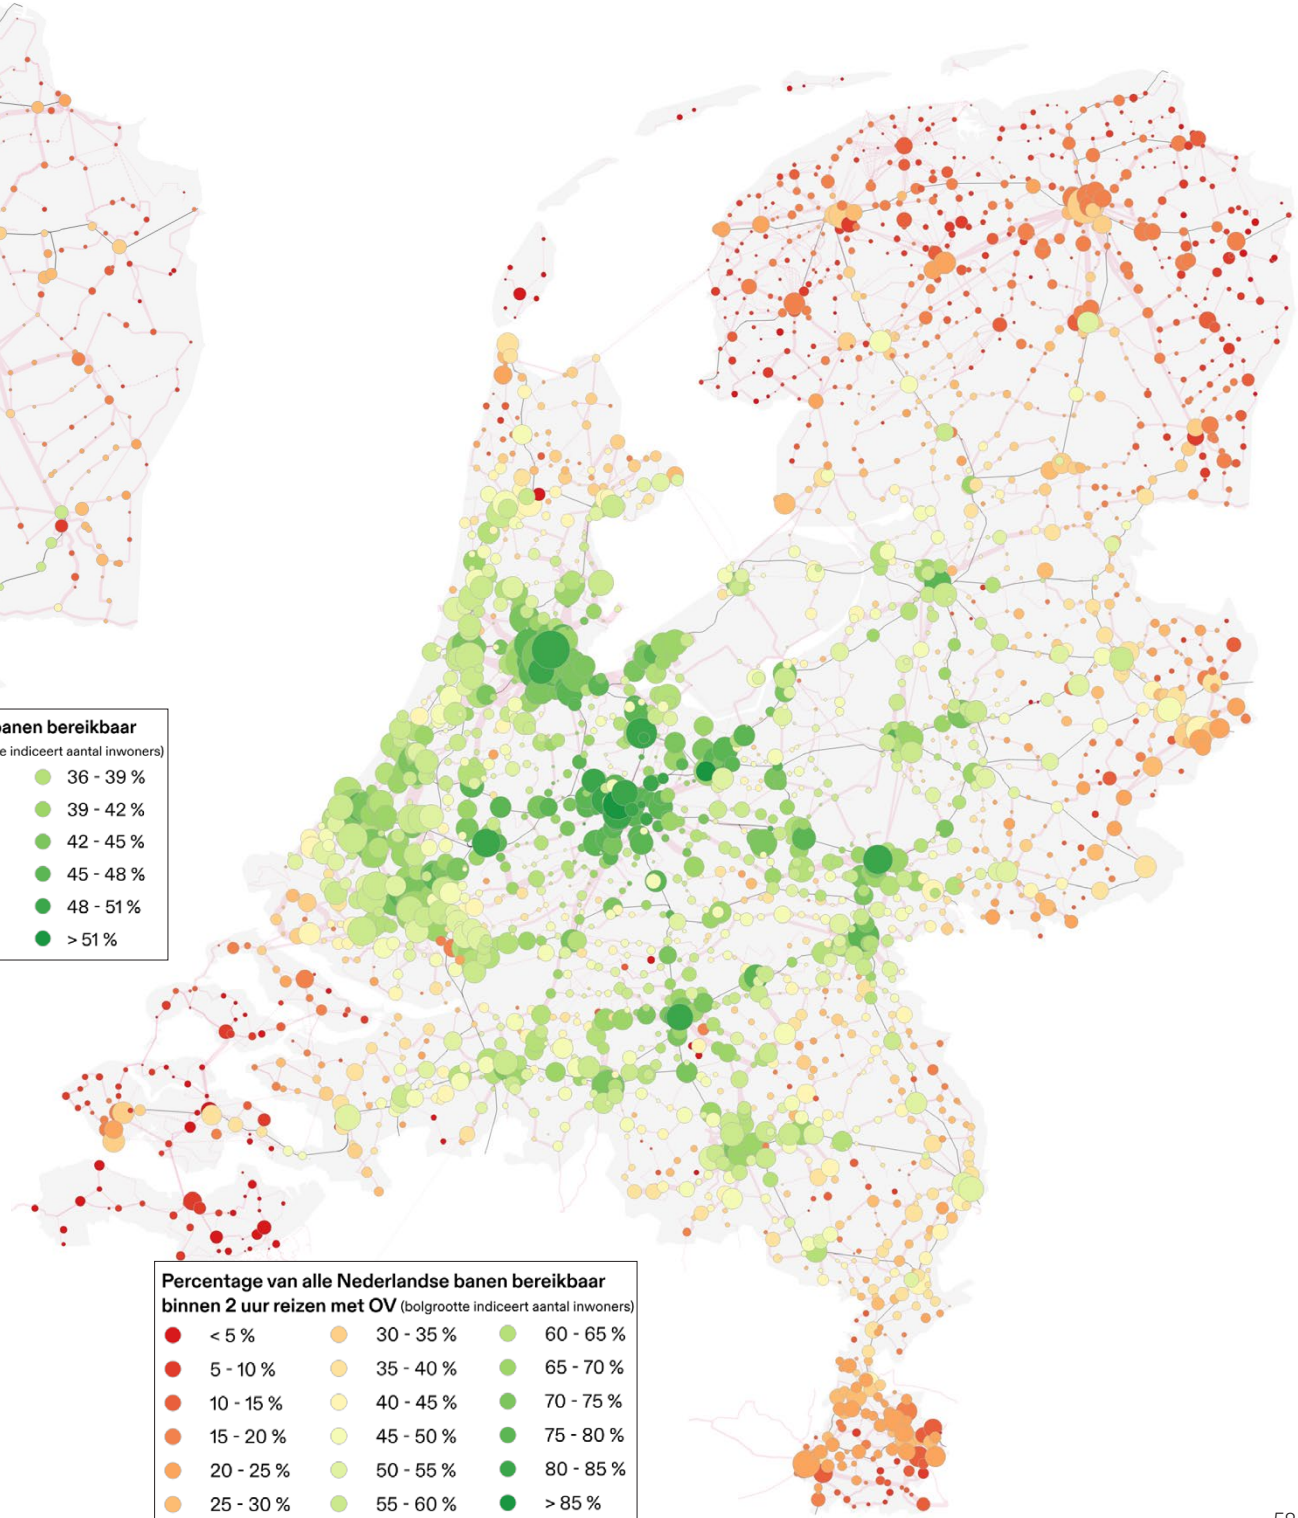 banen bereikbaar
e indiceert aantal inwoners)
36 - 39 %
39 - 42 %
42 - 45 %
45 - 48 %
48 - 51 %
> 51 %
Percentage van alle Nederlandse banen bereikbaar
binnen 2 uur reizen met OV (bolgrootte indiceert aantal inwoners)
< 5 % 30 - 35 % 60 - 65 %
5 - 10 % 35 - 40 % 65 - 70 %
10 - 15 % 40 - 45 % 70 - 75 %
15 - 20 % 45 - 50 % 75 - 80 %
20 - 25 % 50 - 55 % 80 - 85 %
25 - 30 % 55 - 60 % > 85 %